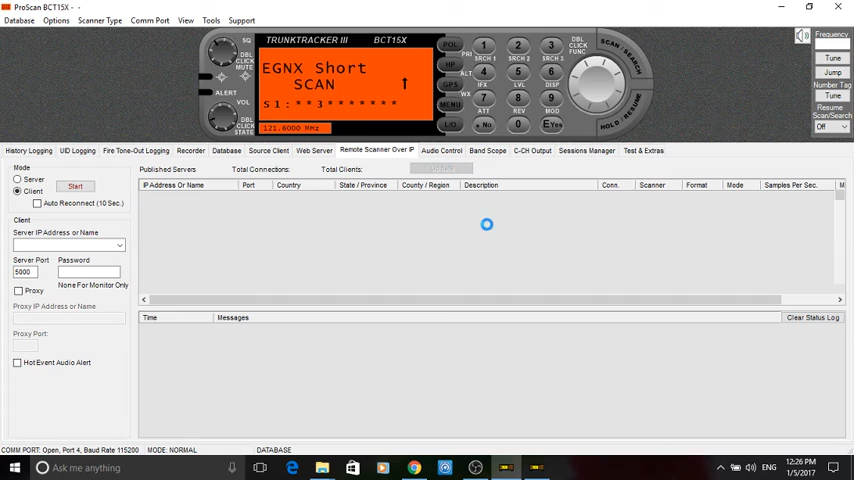 ProScan BCT15X - -
Database Options Scanner Type Comm Port View Tools Support
SQ
DBL CLICK MUTE
ALERT
VOL
DBL CLICK STATE
TRUNKTRACKER III BCT15X
EGNX Short
SCAN ↑
S1:**3*******
121.6000 MHz
POL
HP
GPS
MENU
L/O
PRI
ALT
WX
1 2 3
SRCH 1 SRCH 2 SRCH 3
4 5 6
IFX LVL DISP
7 8 9
ATT REV MOD
. No 0 EYes
DBL CLICK FUNC
SCAN / SEARCH
HOLD / RESUME
Frequency
Tune
Jump
Number Tag
Tune
Resume Scan/Search
Off
History Logging UID Logging Fire Tone-Out Logging Recorder Database Source Client Web Server Remote Scanner Over IP Audio Control Band Scope C-CH Output Sessions Manager Test & Extras
Mode
Server
Client
Start
Auto Reconnect (10 Sec.)
Client
Server IP Address or Name
Server Port Password
5000
None For Monitor Only
Proxy
Proxy IP Address or Name
Proxy Port:
Hot Event Audio Alert
Published Servers Total Connections: Total Clients:
IP Address Or Name Port Country State / Province County / Region Description Conn. Scanner Format Mode Samples Per Sec. M
Time Messages Clear Status Log
COMM PORT: Open, Port 4, Baud Rate 115200 MODE: NORMAL DATABASE
Ask me anything
ENG
12:26 PM
1/5/2017